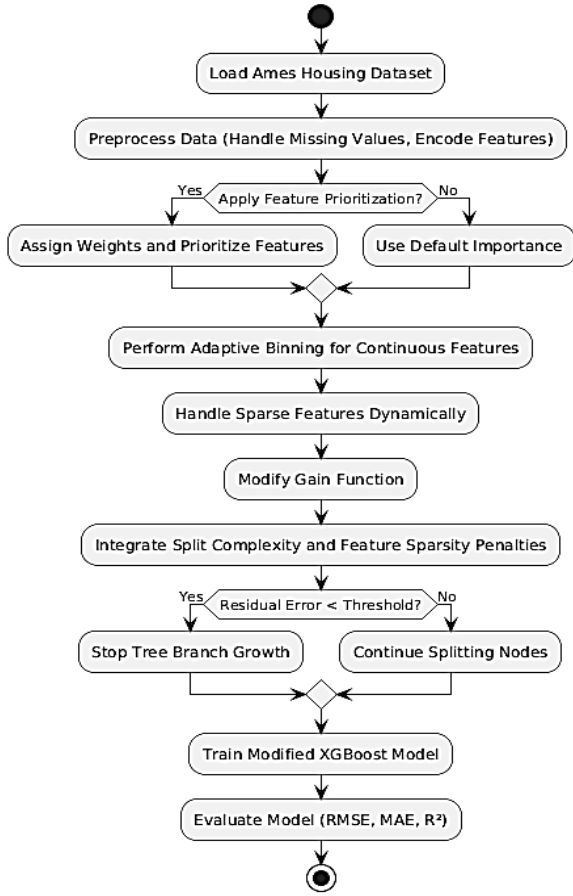 Load Ames Housing Dataset
Preprocess Data (Handle Missing Values, Encode Features)
Yes
Apply Feature Prioritization?
No
Assign Weights and Prioritize Features
Use Default Importance
Perform Adaptive Binning for Continuous Features
Handle Sparse Features Dynamically
Modify Gain Function
Integrate Split Complexity and Feature Sparsity Penalties
Yes
Residual Error < Threshold?
No
Stop Tree Branch Growth
Continue Splitting Nodes
Train Modified XGBoost Model
Evaluate Model (RMSE, MAE, R²)